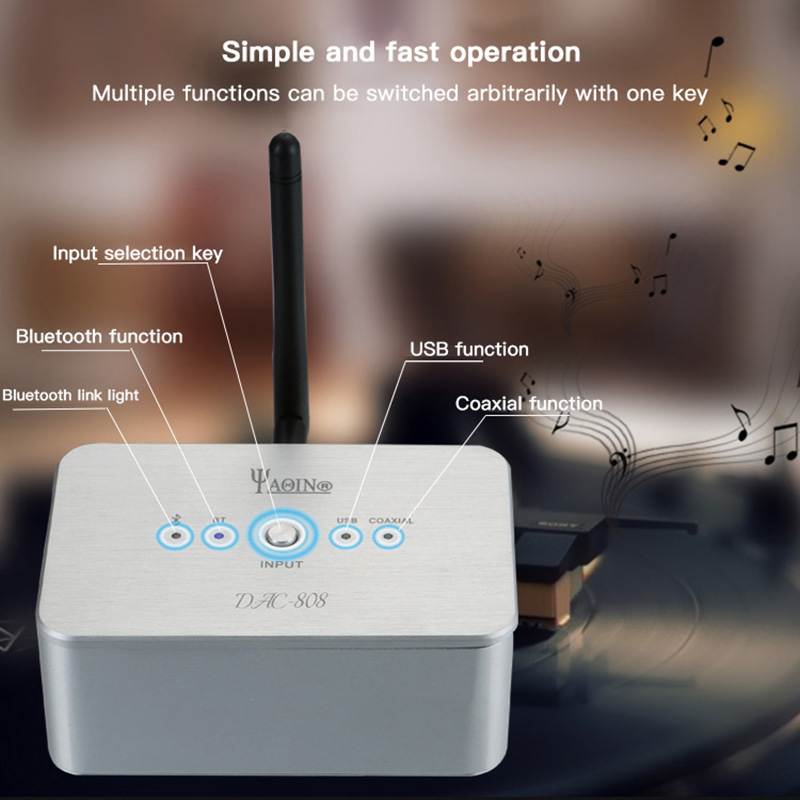 Simple and fast operation
Multiple functions can be switched arbitrarily with one key
Input selection key
Bluetooth function
USB function
Bluetooth link light
Coaxial function
YAQIN®
BT
USB
COAXIAL
INPUT
DAC-808
SONY